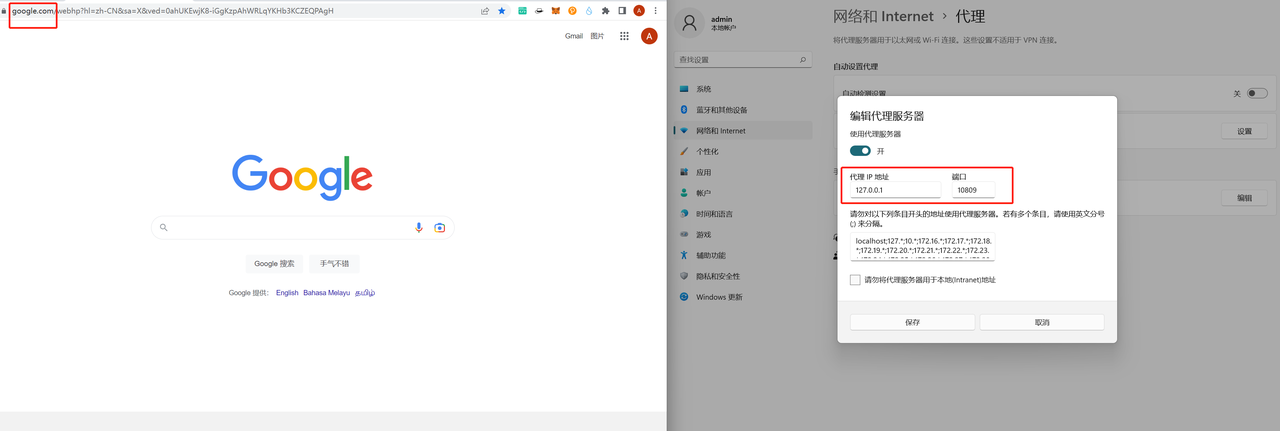 google.com/webhp?hl=zh-CN&sa=X&ved=0ahUKEwjK8-iGgKzpAhWRLqYKHb3KCZEQPAgH
A
Gmail 图片
A
Google
Google 搜索 手气不错
Google 提供: English Bahasa Melayu தமிழ்
admin
本地帐户
查找设置
系统
蓝牙和其他设备
网络和 Internet
个性化
应用
帐户
时间和语言
游戏
辅助功能
隐私和安全性
Windows 更新
网络和 Internet › 代理
将代理服务器用于以太网或 Wi-Fi 连接。这些设置不适用于 VPN 连接。
自动设置代理
自动检测设置
关
设置
编辑
编辑代理服务器
使用代理服务器
开
代理 IP 地址 端口
127.0.0.1 10809
请勿对以下列条目开头的地址使用代理服务器。若有多个条目，请使用英文分号
(;) 来分隔。
localhost;127.*;10.*;172.16.*;172.17.*;172.18.
*;172.19.*;172.20.*;172.21.*;172.22.*;172.23.
请勿将代理服务器用于本地(Intranet)地址
保存 取消